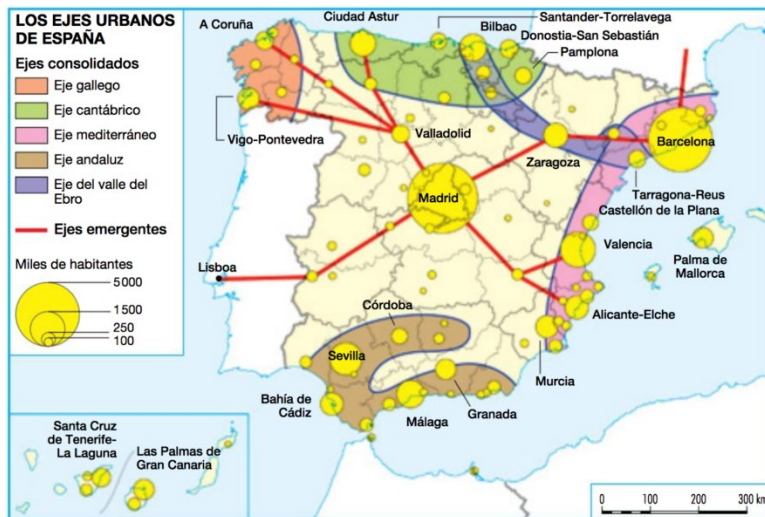 LOS EJES URBANOS
DE ESPAÑA
Ejes consolidados
Eje gallego
Eje cantábrico
Eje mediterráneo
Eje andaluz
Eje del valle del
Ebro
Ejes emergentes
Miles de habitantes
5000
1500
250
100
A Coruña
Ciudad Astur
Bilbao
Santander-Torrelavega
Donostia-San Sebastián
Pamplona
Vigo-Pontevedra
Valladolid
Zaragoza
Barcelona
Madrid
Tarragona-Reus
Castellón de la Plana
Lisboa
Valencia
Palma de
Mallorca
Córdoba
Alicante-Elche
Sevilla
Murcia
Bahía de
Cádiz
Málaga
Granada
Santa Cruz
de Tenerife-
La Laguna
Las Palmas de
Gran Canaria
0 100 200 300 km